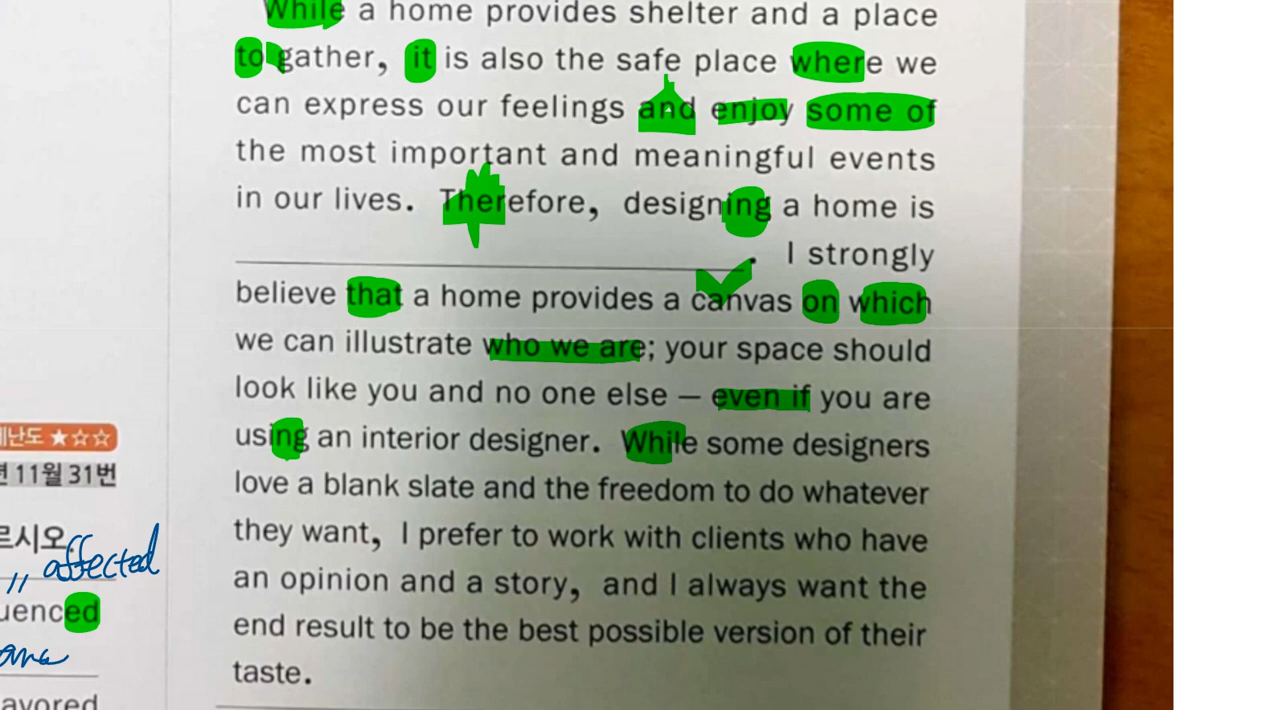 While a home provides shelter and a place
to gather, it is also the safe place where we
can express our feelings and enjoy some of
the most important and meaningful events
in our lives. Therefore, designing a home is
. I strongly
believe that a home provides a canvas on which
we can illustrate who we are; your space should
look like you and no one else — even if you are
using an interior designer. While some designers
love a blank slate and the freedom to do whatever
they want, I prefer to work with clients who have
an opinion and a story, and I always want the
end result to be the best possible version of their
taste.
난도 ★☆☆
11월 31번
르시오.
affected
〃
uenced
avored